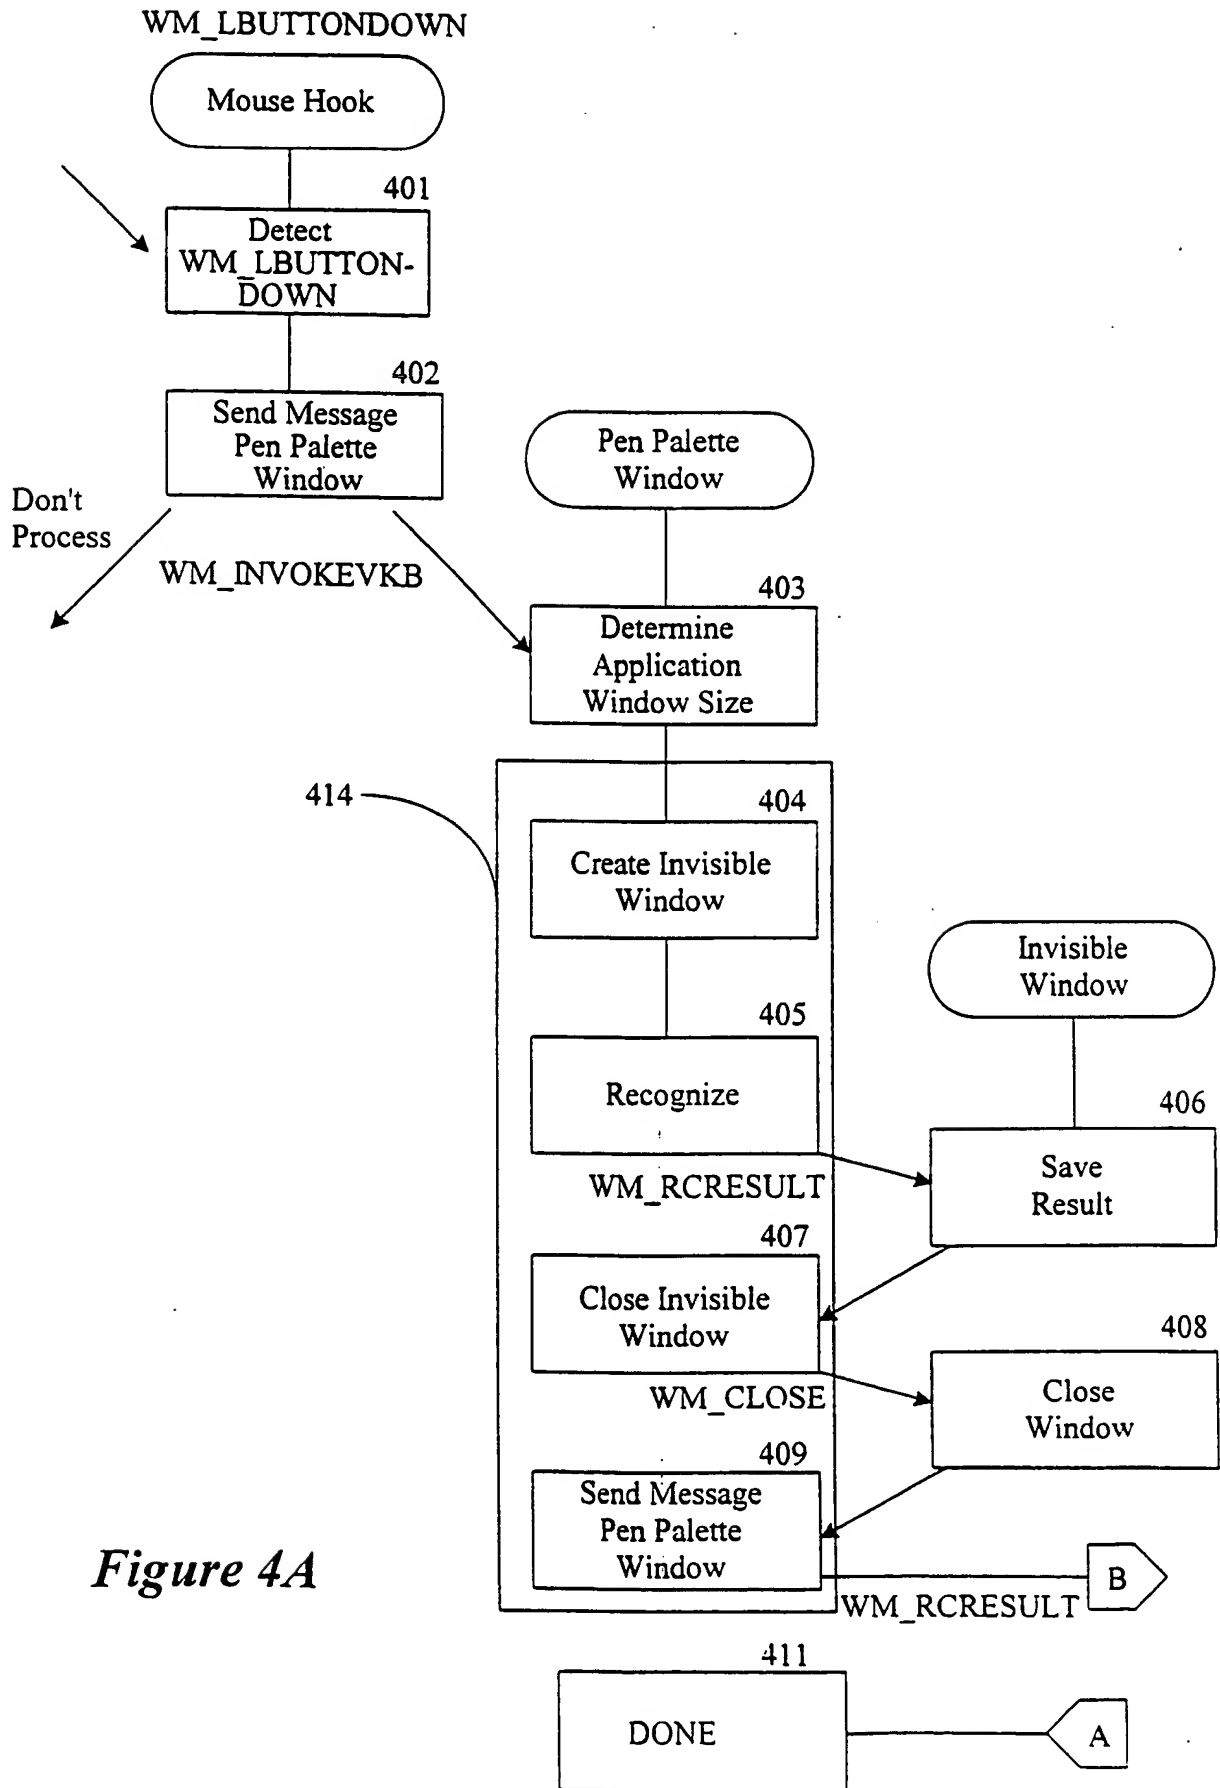 WM_LBUTTONDOWN
Mouse Hook
401
Detect
WM_LBUTTON-
DOWN
402
Send Message
Pen Palette
Window
Don't
Process
WM_INVOKEVKB
Pen Palette
Window
403
Determine
Application
Window Size
414
404
Create Invisible
Window
405
Recognize
WM_RCRESULT
Invisible
Window
406
Save
Result
407
Close Invisible
Window
WM_CLOSE
408
Close
Window
409
Send Message
Pen Palette
Window
WM_RCRESULT
B
Figure 4A
411
DONE
A